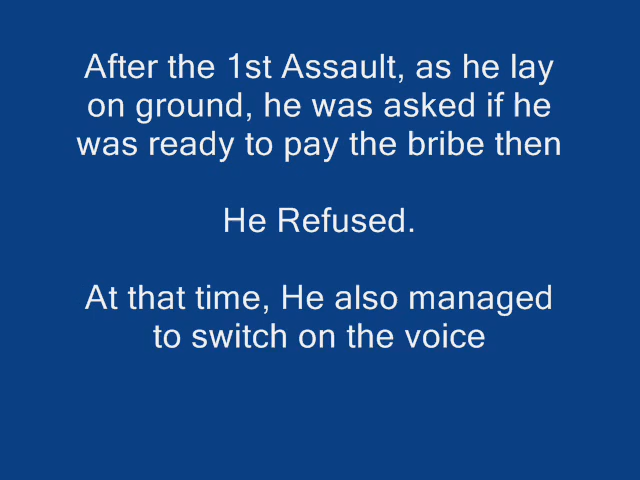 After the 1st Assault, as he lay
on ground, he was asked if he
was ready to pay the bribe then
He Refused.
At that time, He also managed
to switch on the voice